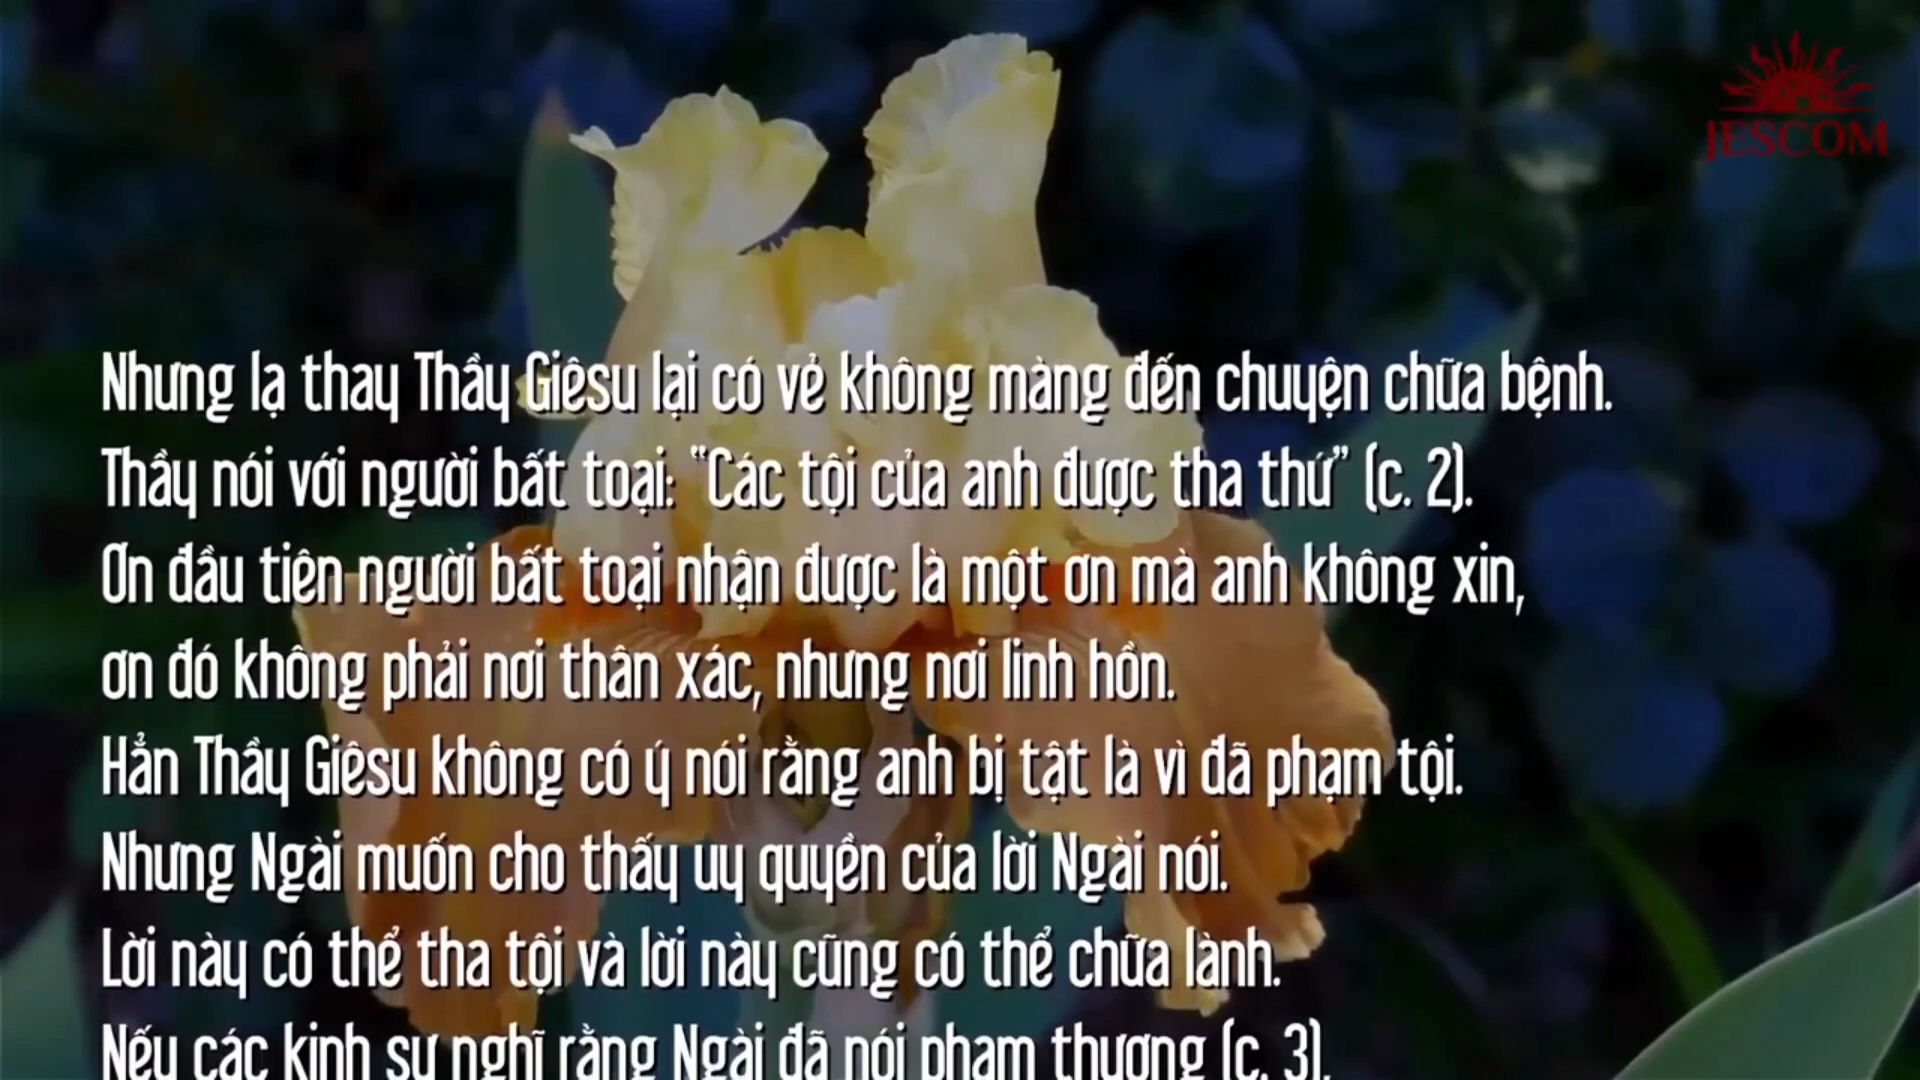 JESCOM
Nhưng lạ thay Thầy Giêsu lại có vẻ không màng đến chuyện chữa bệnh.
Thầy nói với người bất toại: “Các tội của anh được tha thứ” (c. 2).
Ơn đầu tiên người bất toại nhận được là một ơn mà anh không xin,
ơn đó không phải nơi thân xác, nhưng nơi linh hồn.
Hẳn Thầy Giêsu không có ý nói rằng anh bị tật là vì đã phạm tội.
Nhưng Ngài muốn cho thấy uy quyền của lời Ngài nói.
Lời này có thể tha tội và lời này cũng có thể chữa lành.
Nếu các kinh sư nghĩ rằng Ngài đã nói phạm thượng (c. 3),